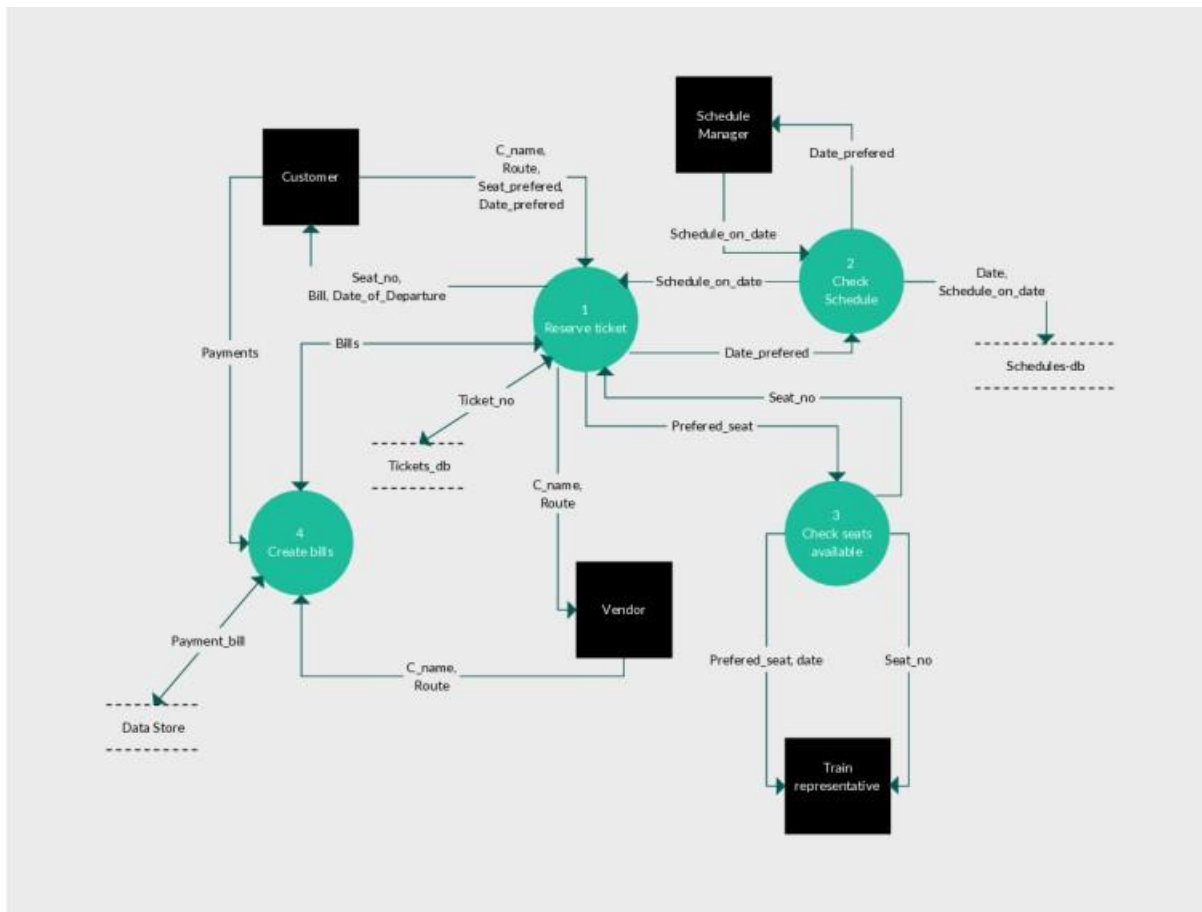 Schedule
Manager
Date_prefered
C_name,
Route,
Seat_prefered,
Date_prefered
Customer
Schedule_on_date
2
Check
Schedule
Date,
Schedule_on_date
Seat_no,
Bill, Date_of_Departure
Schedule_on_date
1
Reserve ticket
Payments
Bills
Date_prefered
Schedules-db
Ticket_no
Seat_no
Prefered_seat
Tickets_db
C_name,
Route
3
Check seats
available
4
Create bills
Vendor
Payment_bill
C_name,
Route
Prefered_seat, date
Seat_no
Data Store
Train
representative